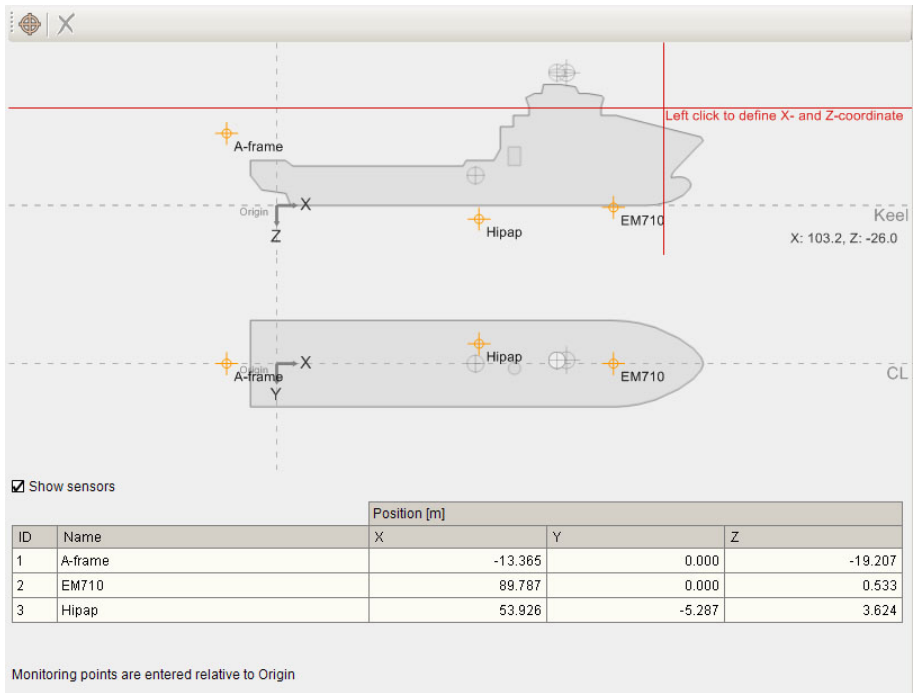 Left click to define X- and Z-coordinate
A-frame
Origin
X
Z
Keel
Hipap
EM710
X: 103.2, Z: -26.0
Hipap
Origin
X
A-frame
EM710
CL
Y
Show sensors
Position [m]
ID Name X Y Z
1 A-frame -13.365 0.000 -19.207
2 EM710 89.787 0.000 0.533
3 Hipap 53.926 -5.287 3.624
Monitoring points are entered relative to Origin